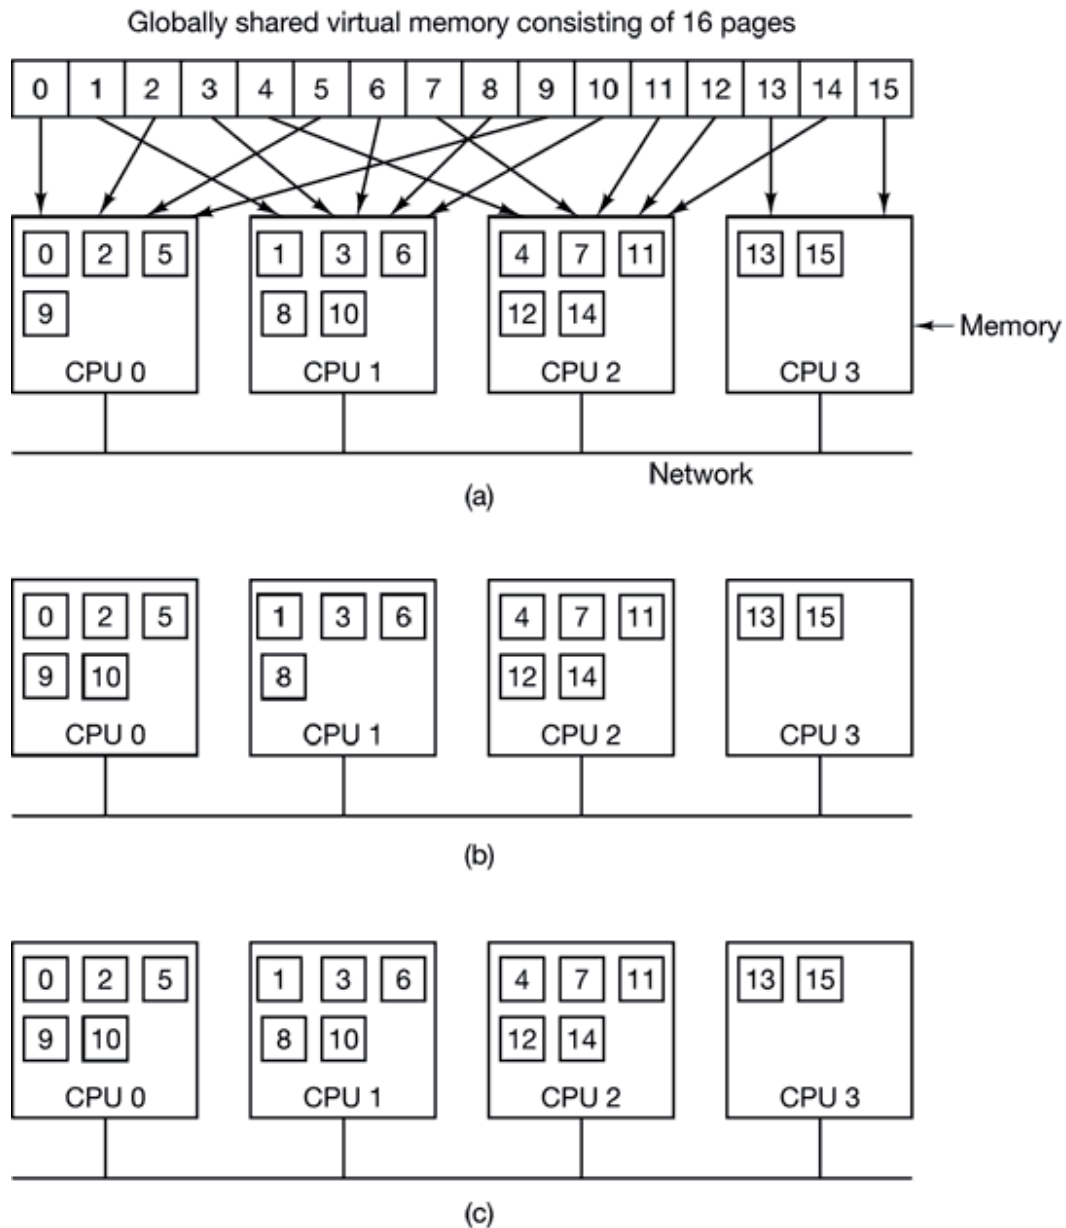 Globally shared virtual memory consisting of 16 pages
0 1 2 3 4 5 6 7 8 9 10 11 12 13 14 15
0 2 5 1 3 6 4 7 11 13 15
9 8 10 12 14
Memory
CPU 0 CPU 1 CPU 2 CPU 3
Network
(a)
0 2 5 1 3 6 4 7 11 13 15
9 10 8 12 14
CPU 0 CPU 1 CPU 2 CPU 3
(b)
0 2 5 1 3 6 4 7 11 13 15
9 10 8 10 12 14
CPU 0 CPU 1 CPU 2 CPU 3
(c)